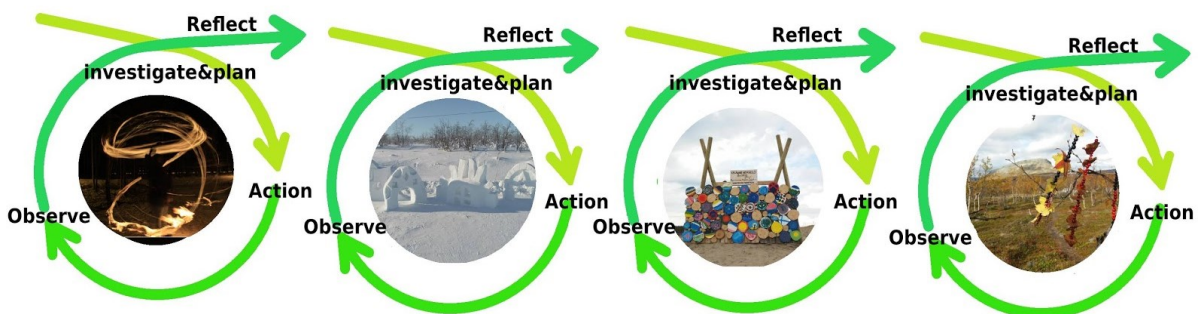 Reflect
investigate&plan
Action
Observe
Reflect
investigate&plan
Action
Observe
Reflect
investigate&plan
Action
Observe
Reflect
investigate&plan
Action
Observe